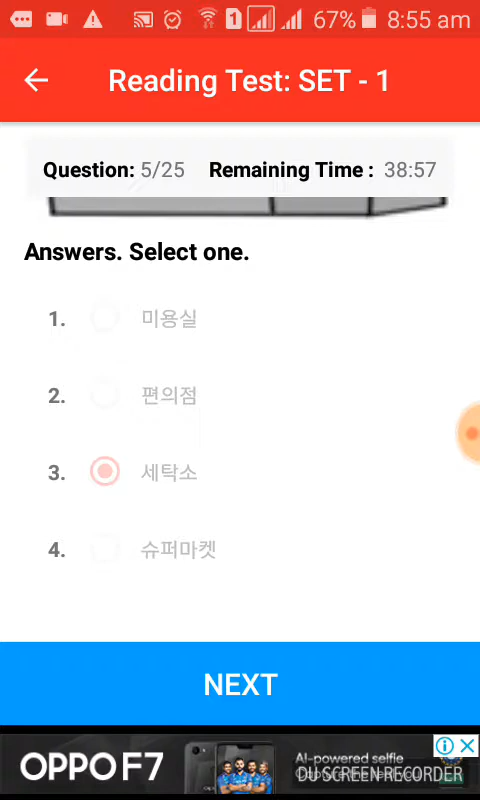 1 67% 8:55 am
Reading Test: SET - 1
Question: 5/25 Remaining Time : 38:57
Answers. Select one.
1. 미용실
2. 편의점
3. 세탁소
4. 슈퍼마켓
NEXT
OPPO F7
AI-powered selfie
DU SCREEN RECORDER